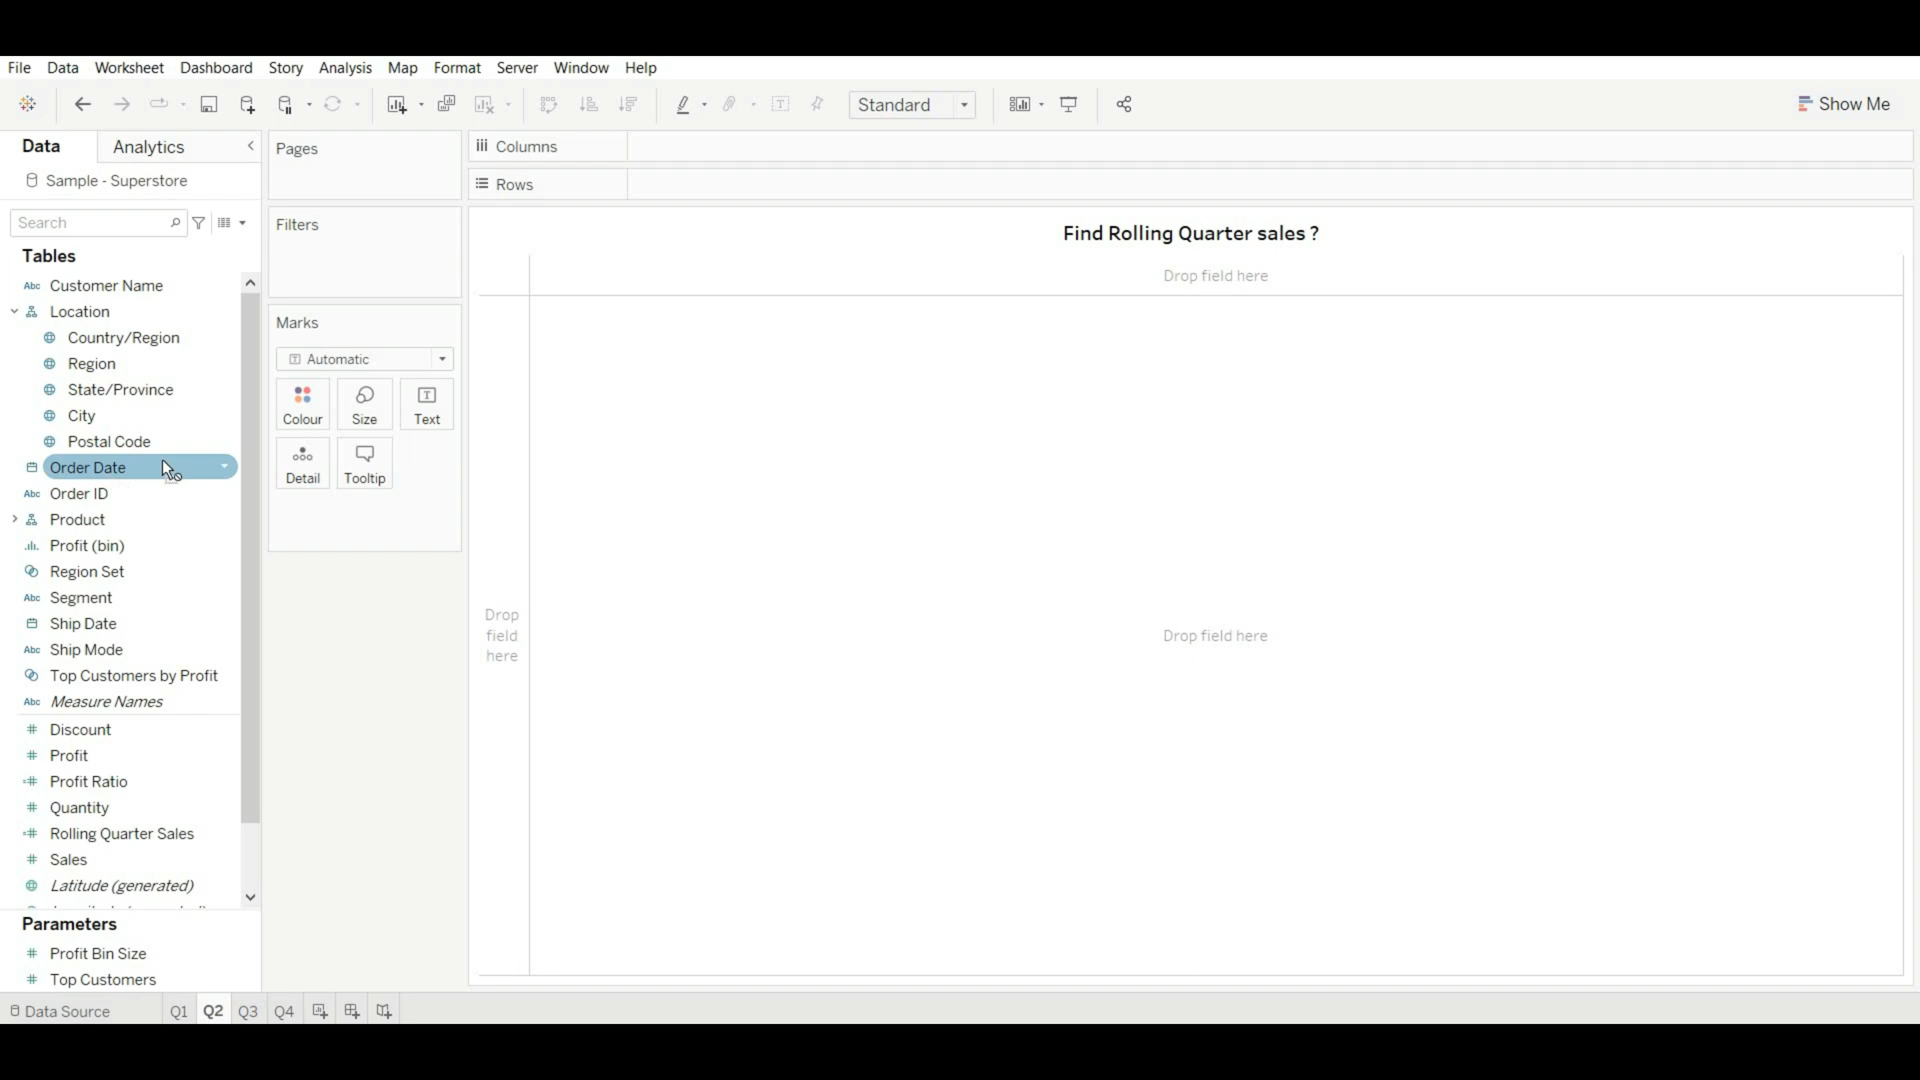 File Data Worksheet Dashboard Story Analysis Map Format Server Window Help
Standard
Show Me
Data Analytics
Sample - Superstore
Search
Tables
Abc Customer Name
Location
Country/Region
Region
State/Province
City
Postal Code
Order Date
Abc Order ID
Product
Profit (bin)
Region Set
Abc Segment
Ship Date
Abc Ship Mode
Top Customers by Profit
Abc Measure Names
# Discount
# Profit
=# Profit Ratio
# Quantity
=# Rolling Quarter Sales
# Sales
Latitude (generated)
Parameters
# Profit Bin Size
# Top Customers
Pages
Filters
Marks
Automatic
Colour Size Text
Detail Tooltip
Columns
Rows
Find Rolling Quarter sales ?
Drop field here
Drop
field
here
Drop field here
Data Source Q1 Q2 Q3 Q4